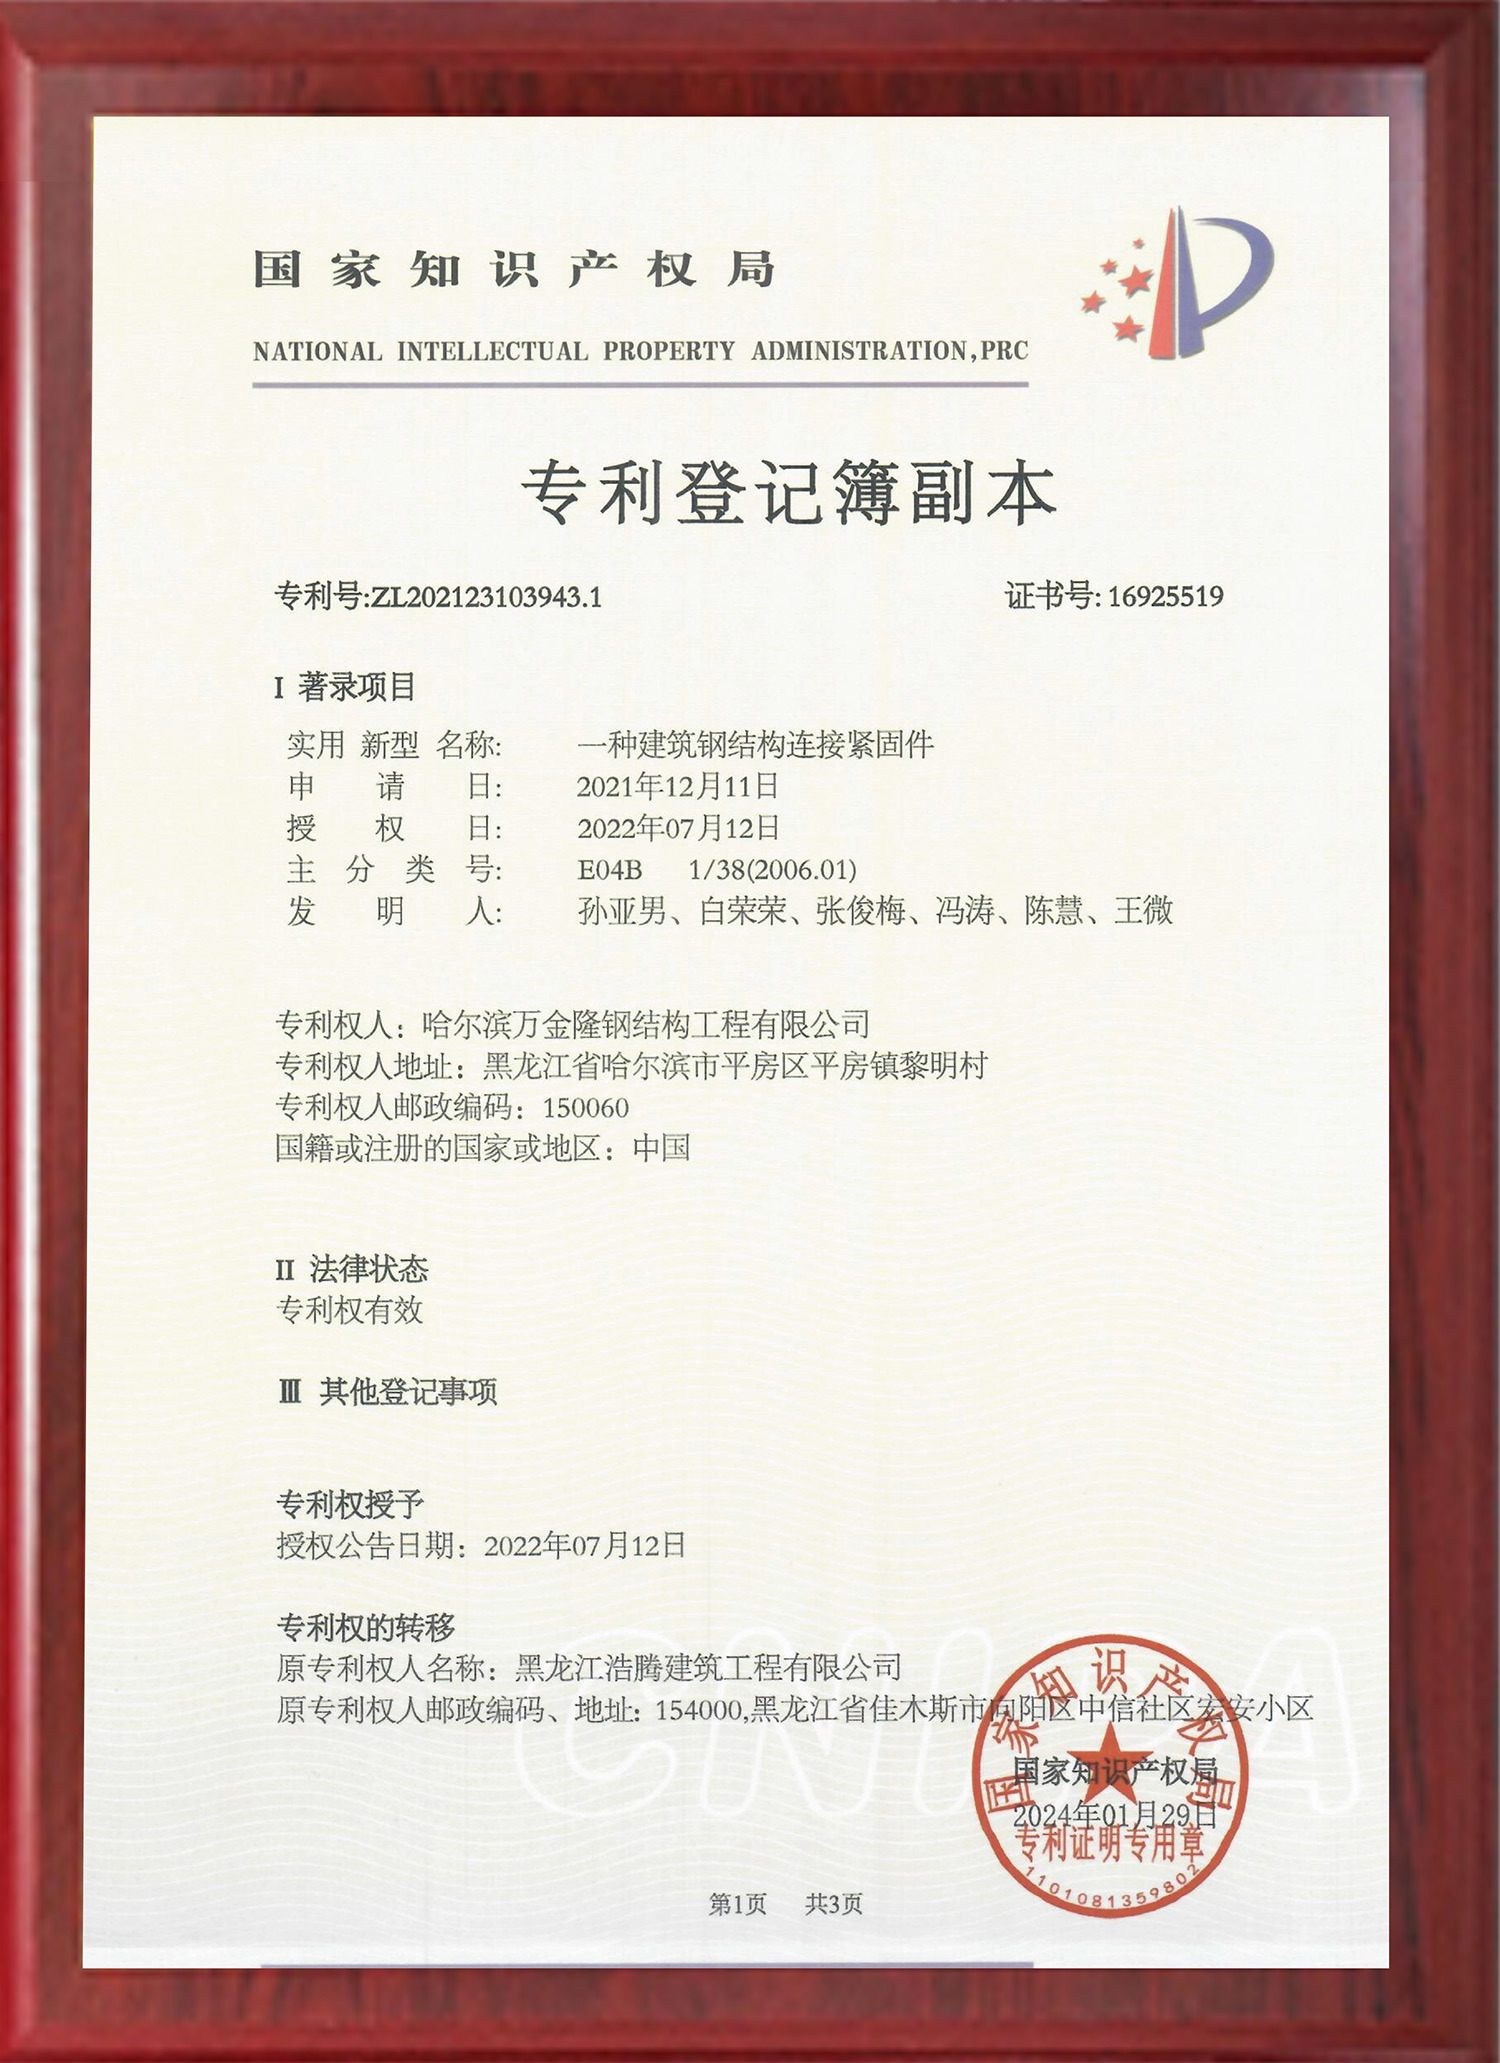 国家知识产权局
NATIONAL INTELLECTUAL PROPERTY ADMINISTRATION,PRC
专利登记簿副本
专利号:ZL202123103943.1 证书号:16925519
I 著录项目
实用 新型 名称: 一种建筑钢结构连接紧固件
申请日: 2021年12月11日
授权日: 2022年07月12日
主分类号: E04B 1/38(2006.01)
发明人: 孙亚男、白荣荣、张俊梅、冯涛、陈慧、王微
专利权人：哈尔滨万金隆钢结构工程有限公司
专利权人地址：黑龙江省哈尔滨市平房区平房镇黎明村
专利权人邮政编码：150060
国籍或注册的国家或地区：中国
II 法律状态
专利权有效
Ⅲ 其他登记事项
专利权授予
授权公告日期：2022年07月12日
专利权的转移
原专利权人名称：黑龙江浩腾建筑工程有限公司
原专利权人邮政编码、地址：154000,黑龙江省佳木斯市向阳区中信社区宏安小区
国家知识产权局
国家知识产权局
2024年01月29日
专利证明专用章
1101081359802
CNIPA
第1页 共3页